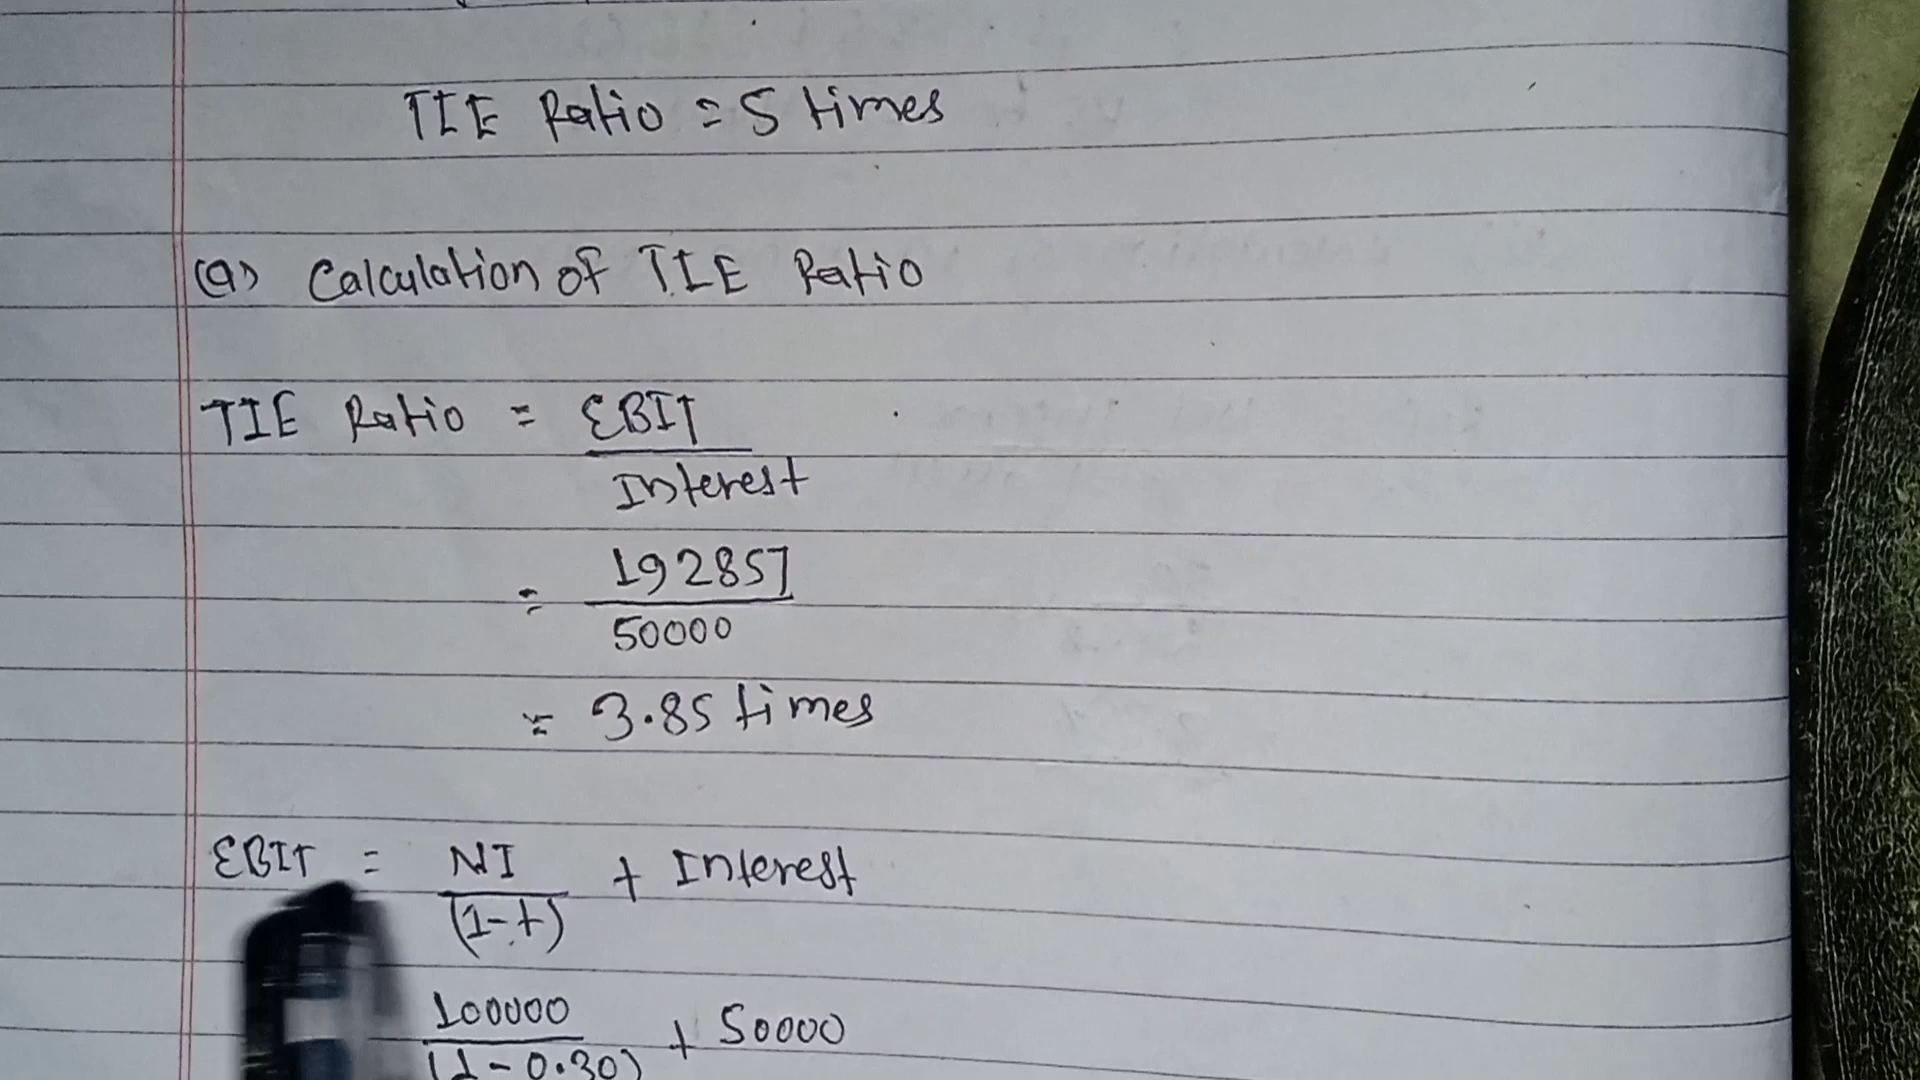 TIE Ratio = 5 times
(a) Calculation of TIE Ratio
TIE Ratio = EBIT
Interest
= 192857
50000
= 3.85 times
EBIT = NI + Interest
(1-t)
100000 + 50000
(1-0.30)